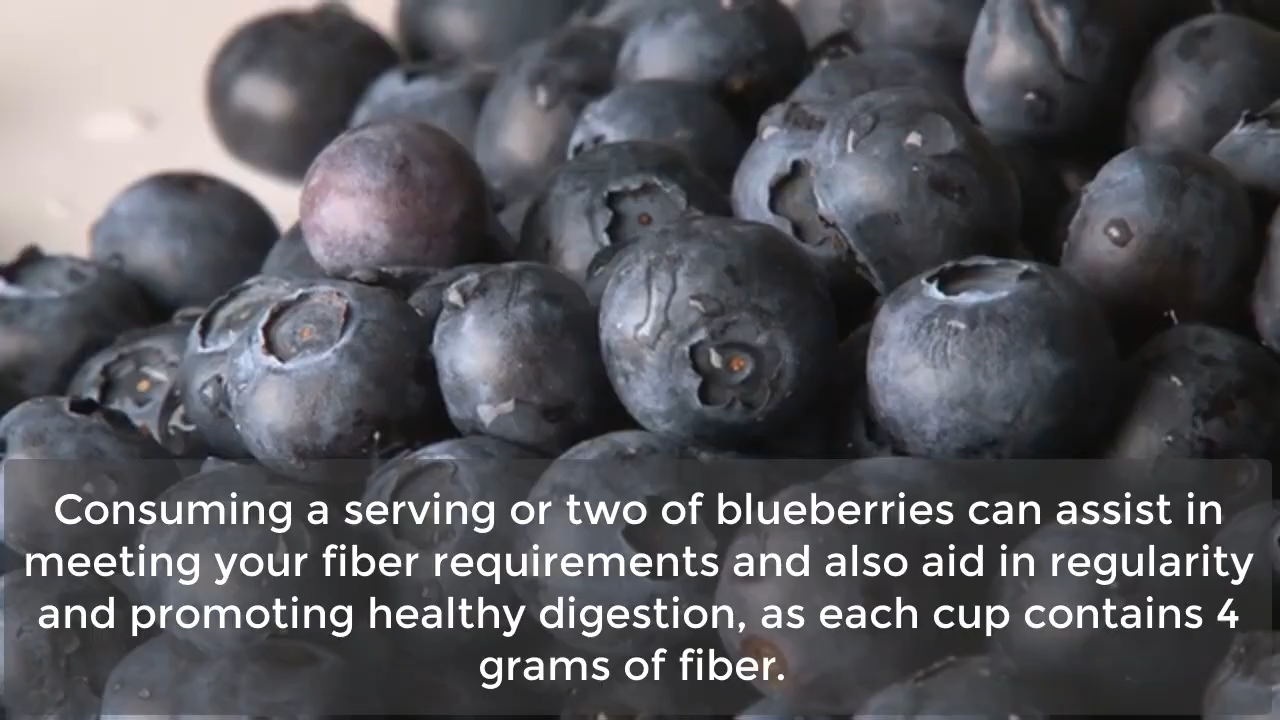 Consuming a serving or two of blueberries can assist in
meeting your fiber requirements and also aid in regularity
and promoting healthy digestion, as each cup contains 4
grams of fiber.